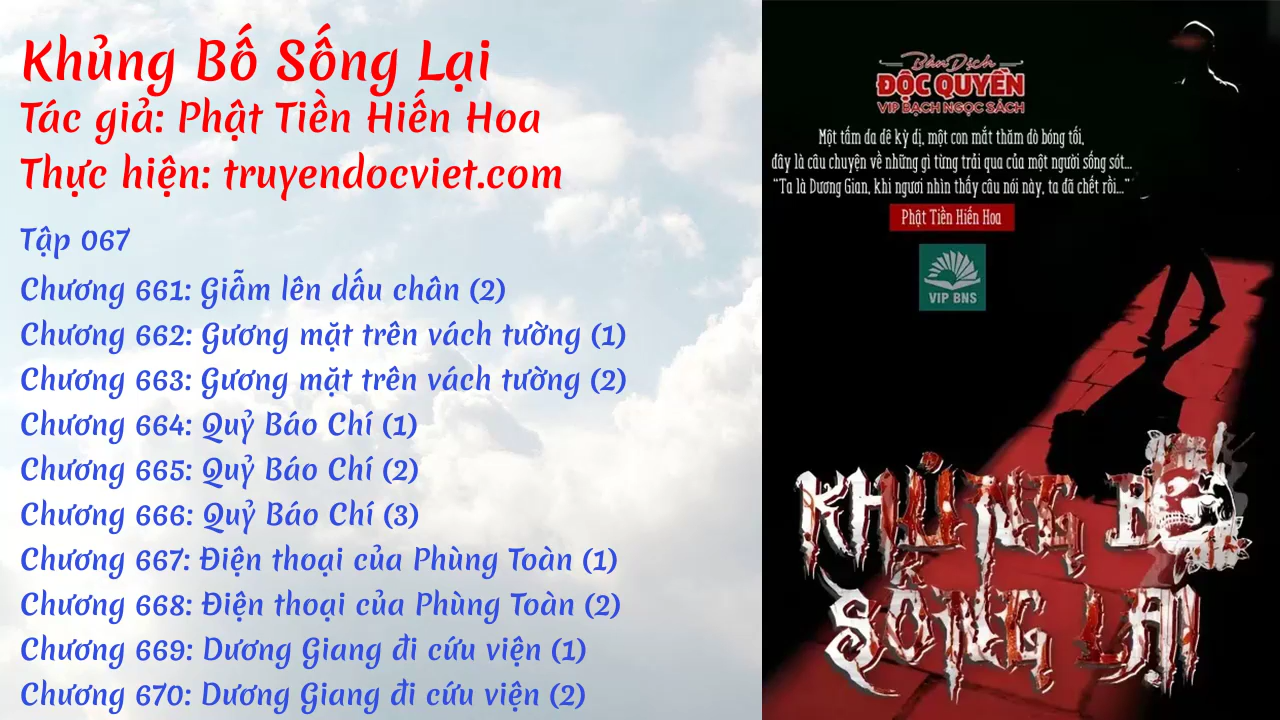 Khủng Bố Sống Lại
Tác giả: Phật Tiền Hiến Hoa
Thực hiện: truyendocviet.com
Tập 067
Chương 661: Giẫm lên dấu chân (2)
Chương 662: Gương mặt trên vách tường (1)
Chương 663: Gương mặt trên vách tường (2)
Chương 664: Quỷ Báo Chí (1)
Chương 665: Quỷ Báo Chí (2)
Chương 666: Quỷ Báo Chí (3)
Chương 667: Điện thoại của Phùng Toàn (1)
Chương 668: Điện thoại của Phùng Toàn (2)
Chương 669: Dương Giang đi cứu viện (1)
Chương 670: Dương Giang đi cứu viện (2)
Bản Dịch
ĐỘC QUYỀN
VIP BẠCH NGỌC SÁCH
Một tấm da dê kỳ dị, một con mắt thăm dò bóng tối,
đây là câu chuyện về những gì từng trải qua của một người sống sót...
“Ta là Dương Gian, khi ngươi nhìn thấy câu nói này, ta đã chết rồi...”
Phật Tiền Hiến Hoa
VIP BNS
KHỦNG BỐ
SỐNG LẠI